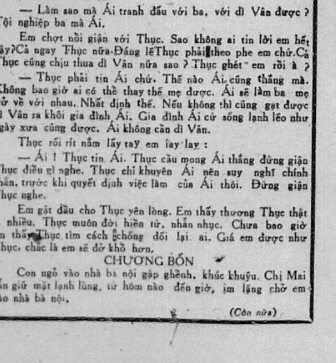 — Làm sao mà Ái tranh đấu với ba, với dì Vân được ?
Tội nghiệp ba mà Ái.
Em chợt nổi giận với Thục. Sao không ai tin lời em hết
vậy? Cả ngay Thục nữa. Đáng lẽ Thục phải theo phe em chứ. Cả
Thục cũng chịu thua dì Vân nữa sao ? Thục ghét em rồi à ?
— Thục phải tin Ái chứ. Thế nào Ái cũng thắng mà.
Không bao giờ ai có thể thay thế mẹ được. Ái sẽ làm ba mẹ
trở về với nhau. Nhất định thế. Nếu không thì cũng gạt được
dì Vân ra khỏi gia đình Ái. Gia đình Ái cứ sống lạnh lẽo như
ngày xưa cũng được. Ái không cần dì Vân.
Thục rối rít nắm lấy tay em lay lay :
— Ái ! Thục tin Ái. Thục cầu mong Ái thắng đừng giận
Thục điều gì nghe. Thục chỉ khuyên Ái nên suy nghĩ chính
chắn, trước khi quyết định việc làm của Ái thôi. Đừng giận
Thục nghe.
Em gật đầu cho Thục yên lòng. Em thấy thương Thục thật
nhiều. Thục muôn đời hiền từ, nhẫn nhục. Chưa bao giờ
thấy Thục tìm cách chống đối lại ai. Giá em được như
Thục, chắc là em sẽ đỡ khổ hơn.
CHƯƠNG BỐN
Con ngõ vào nhà bà nội gập ghềnh, khúc khuỷu. Chị Mai
vẫn giữ mặt lạnh lùng, từ hôm nào đến giờ, im lặng chở em
vào nhà bà nội.
(Còn nữa)